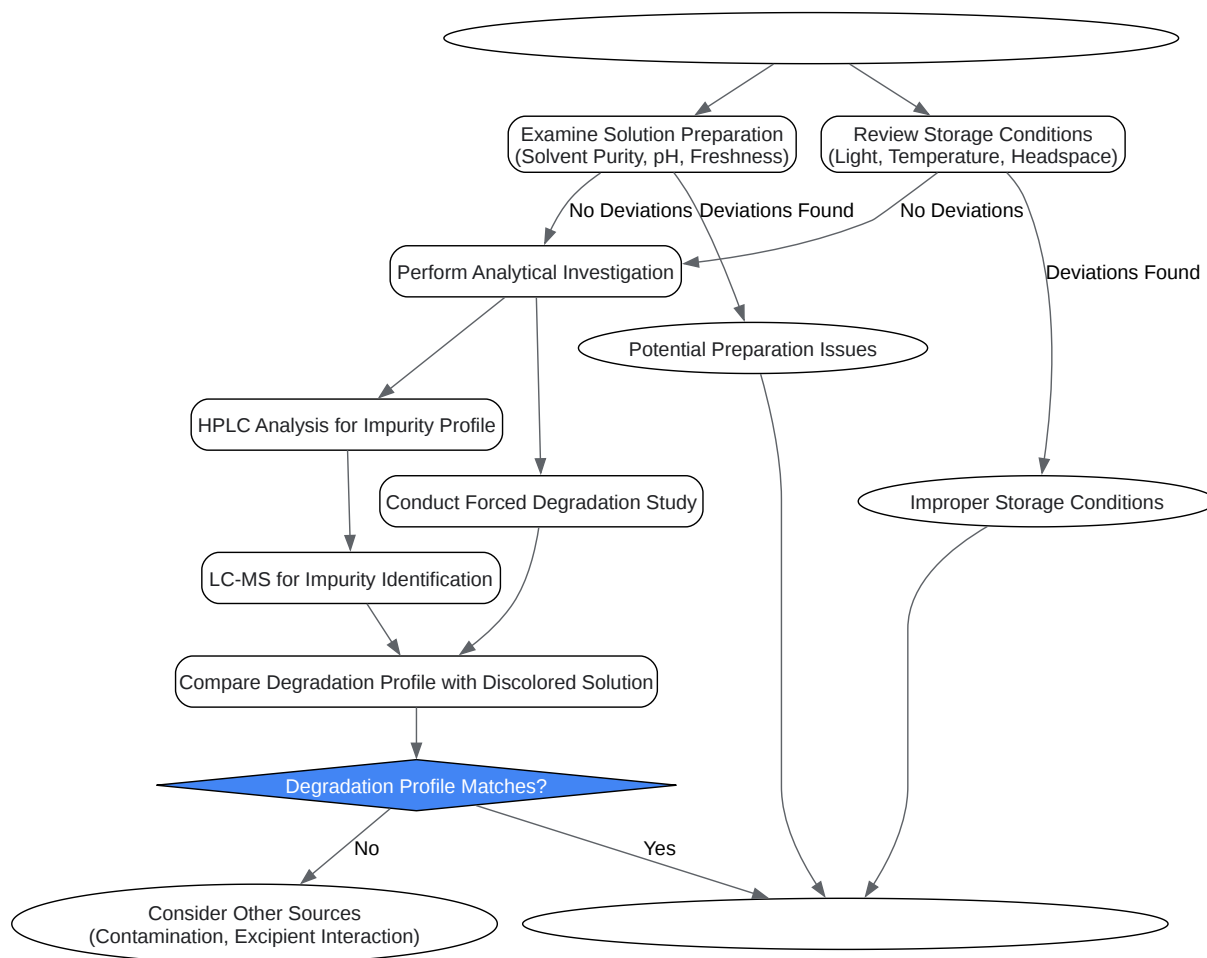 Examine Solution Preparation
(Solvent Purity, pH, Freshness)
Review Storage Conditions
(Light, Temperature, Headspace)
No Deviations
Deviations Found
No Deviations
Perform Analytical Investigation
Deviations Found
Potential Preparation Issues
HPLC Analysis for Impurity Profile
Conduct Forced Degradation Study
Improper Storage Conditions
LC-MS for Impurity Identification
Compare Degradation Profile with Discolored Solution
Degradation Profile Matches?
No
Yes
Consider Other Sources
(Contamination, Excipient Interaction)